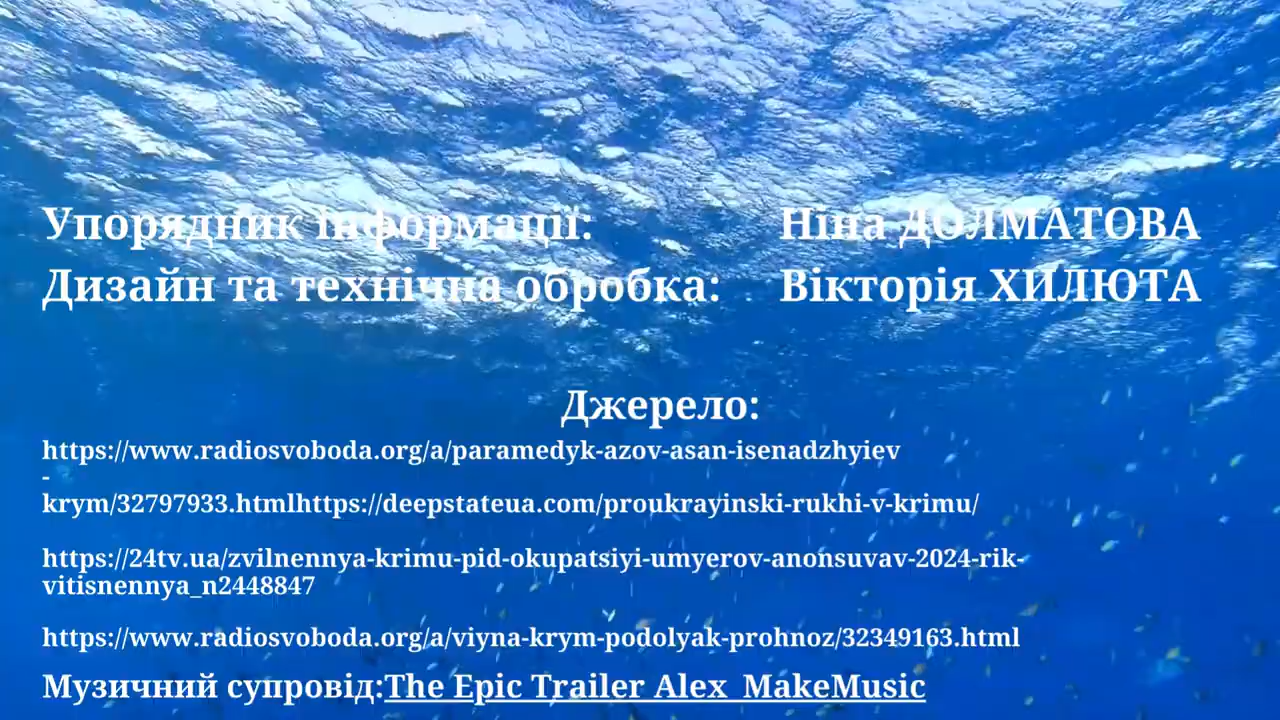 Упорядник інформації: Ніна ДОЛМАТОВА
Дизайн та технічна обробка: Вікторія ХИЛЮТА
Джерело:
https://www.radiosvoboda.org/a/paramedyk-azov-asan-isenadzhyiev
-
krym/32797933.htmlhttps://deepstateua.com/proukrayinski-rukhi-v-krimu/
https://24tv.ua/zvilnennya-krimu-pid-okupatsiyi-umyerov-anonsuvav-2024-rik-
vitisnennya_n2448847
https://www.radiosvoboda.org/a/viyna-krym-podolyak-prohnoz/32349163.html
Музичний супровід:The Epic Trailer Alex MakeMusic